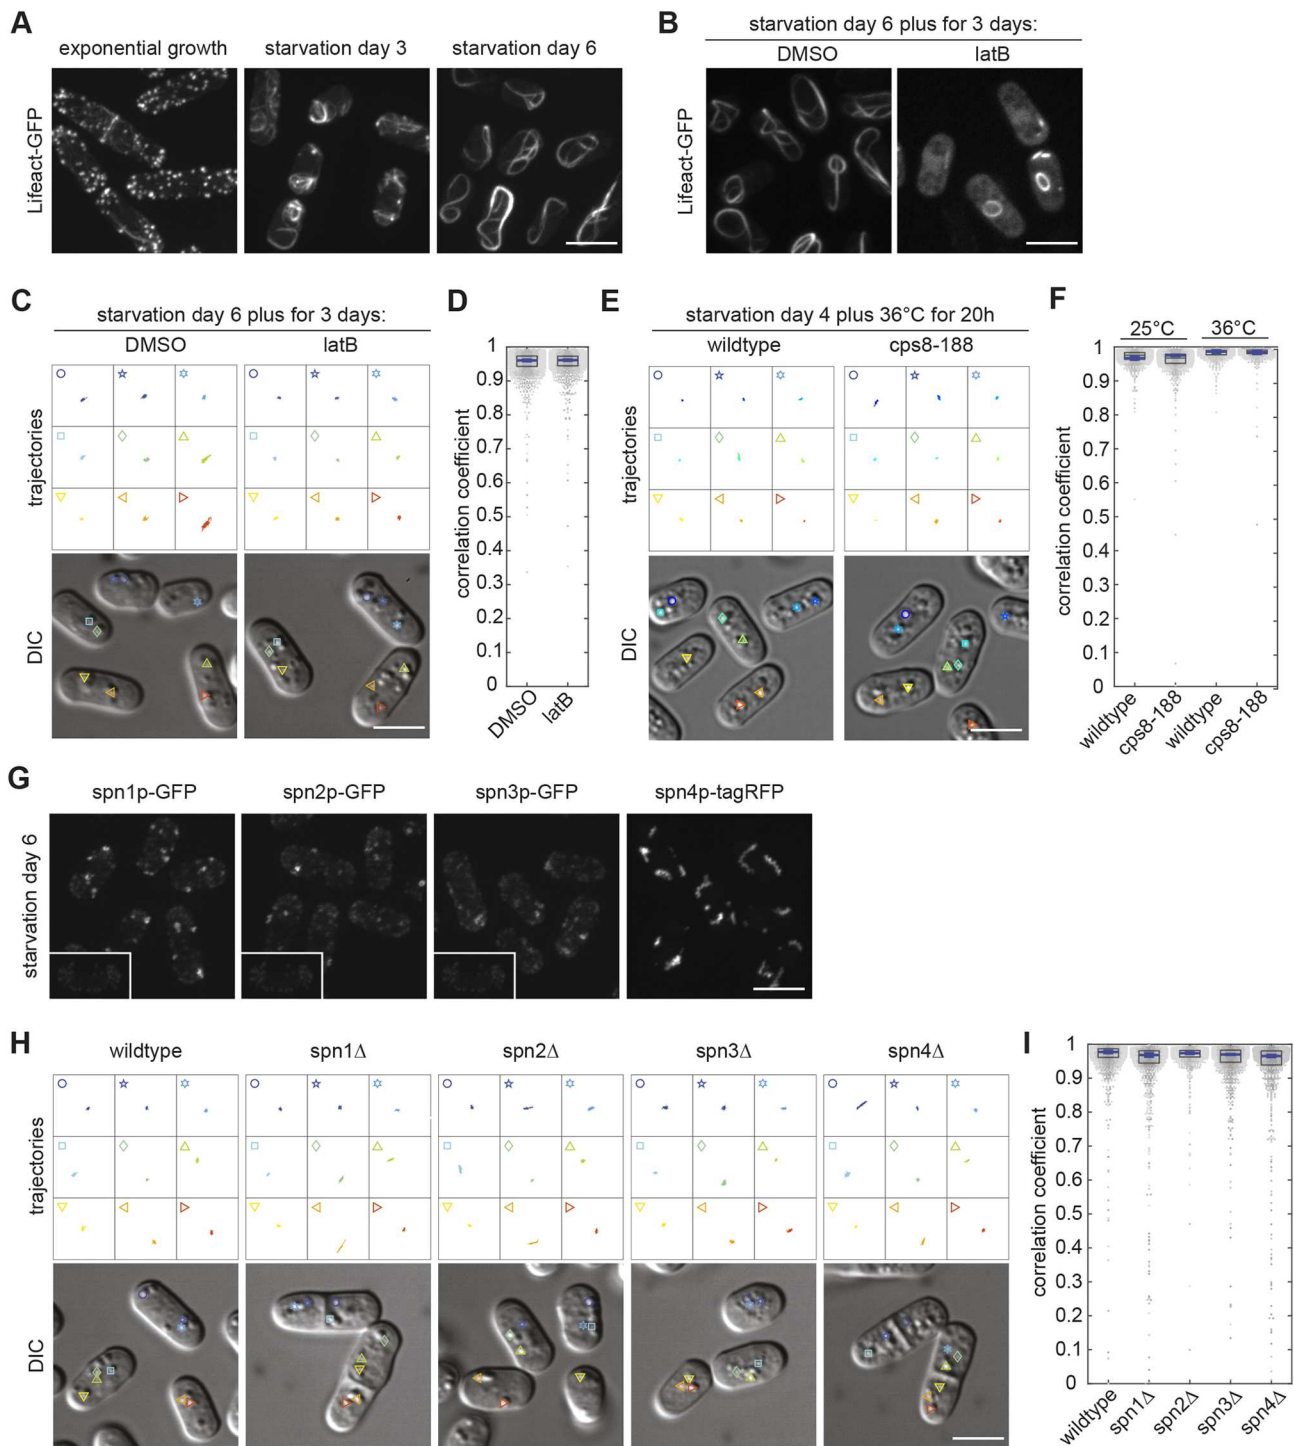 A
exponential growth
starvation day 3
starvation day 6
Lifeact-GFP
B
starvation day 6 plus for 3 days:
DMSO
latB
Lifeact-GFP
C
starvation day 6 plus for 3 days:
DMSO
latB
trajectories
DIC
D
correlation coefficient
1
0.9
0.8
0.7
0.6
0.5
0.4
0.3
0.2
0.1
0
DMSO
latB
E
starvation day 4 plus 36°C for 20h
wildtype
cps8-188
trajectories
DIC
F
25°C
36°C
correlation coefficient
1
0.9
0.8
0.7
0.6
0.5
0.4
0.3
0.2
0.1
0
wildtype
cps8-188
wildtype
cps8-188
G
spn1p-GFP
spn2p-GFP
spn3p-GFP
spn4p-tagRFP
starvation day 6
H
wildtype
spn1Δ
spn2Δ
spn3Δ
spn4Δ
trajectories
DIC
I
correlation coefficient
1
0.9
0.8
0.7
0.6
0.5
0.4
0.3
0.2
0.1
0
wildtype
spn1Δ
spn2Δ
spn3Δ
spn4Δ